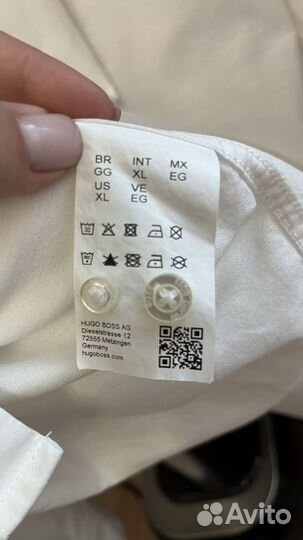 BR INT MX
GG XL EG
US VE
XL EG
HUGO BOSS AG
Dieselstrasse 12
72555 Metzingen
Germany
hugoboss.com
Avito